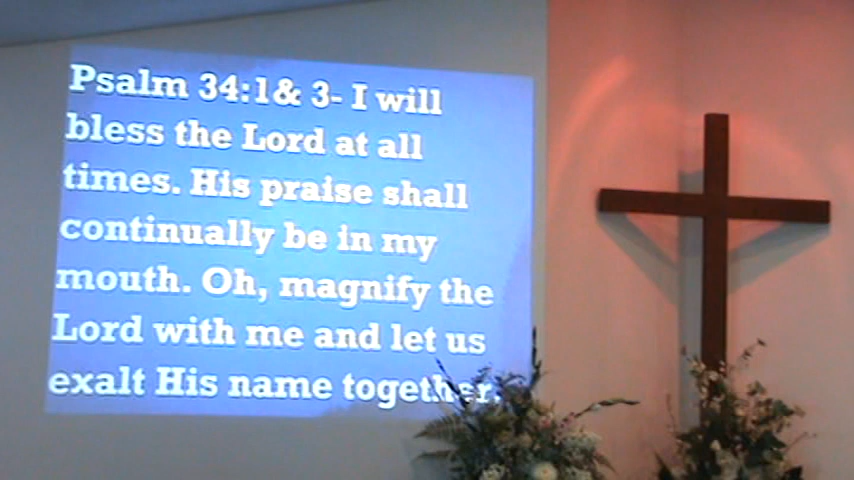 Psalm 34:1& 3- I will
bless the Lord at all
times. His praise shall
continually be in my
mouth. Oh, magnify the
Lord with me and let us
exalt His name together.